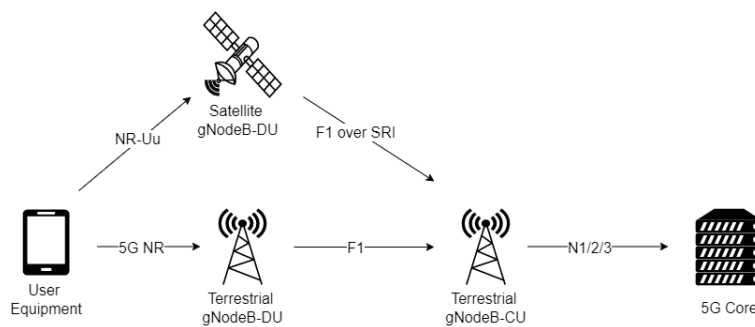 Satellite
gNodeB-DU
NR-Uu
F1 over SRI
5G NR
F1
N1/2/3
User
Equipment
Terrestrial
gNodeB-DU
Terrestrial
gNodeB-CU
5G Core